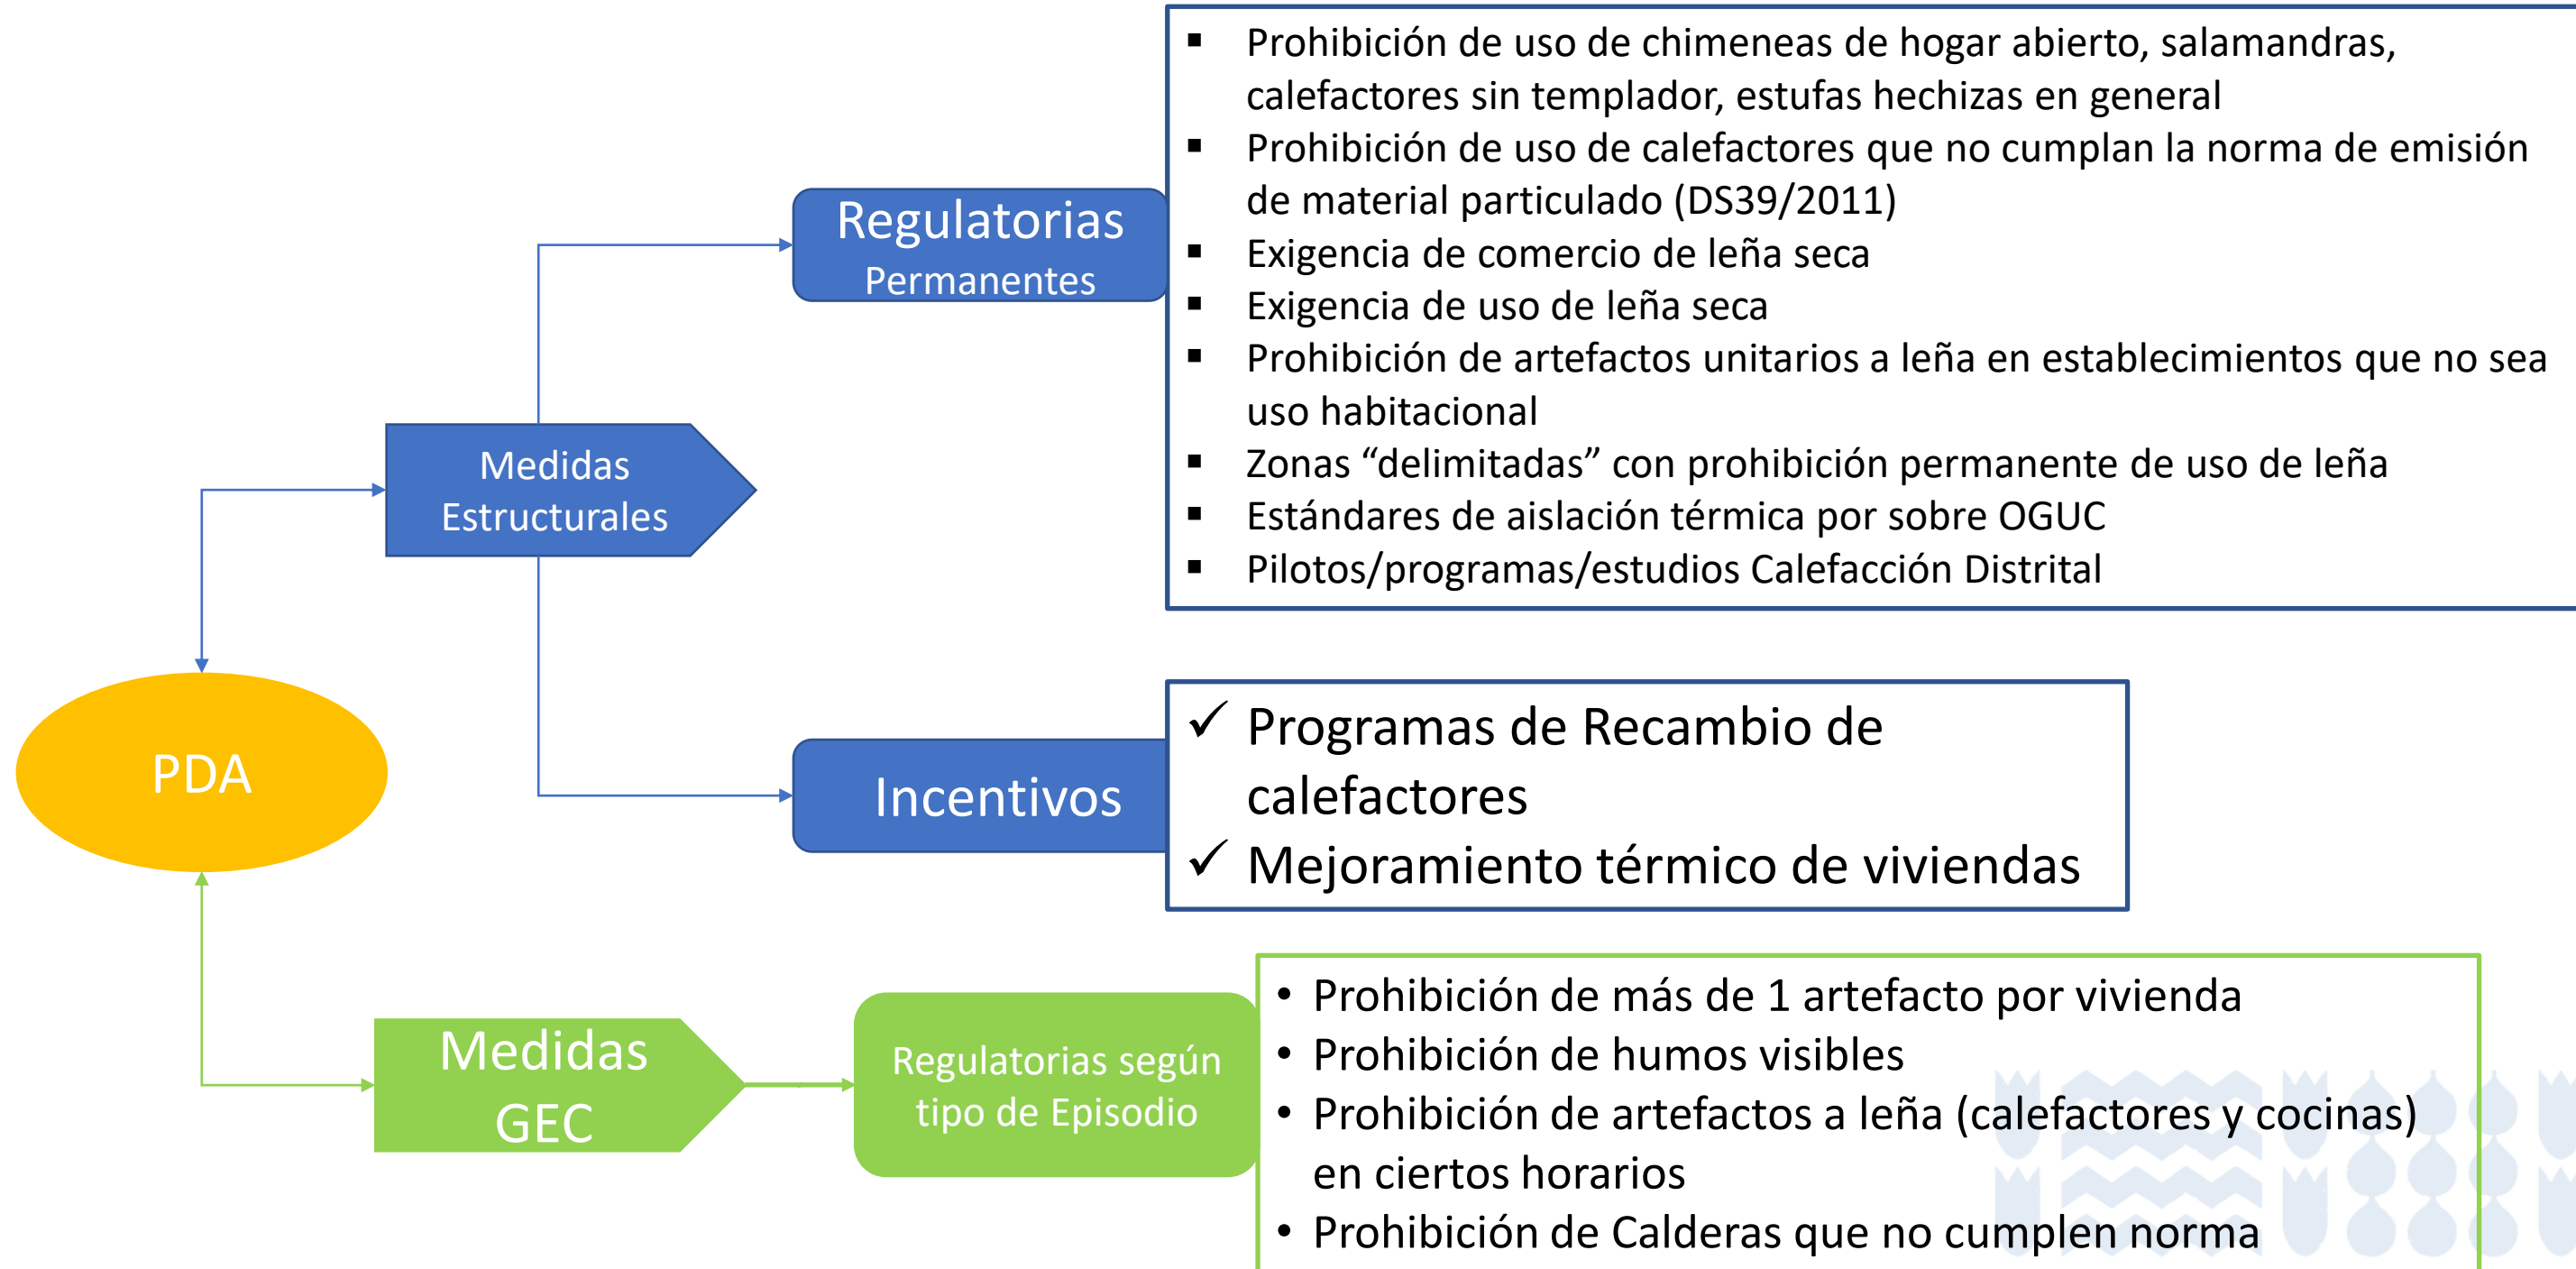 Prohibición de uso de chimeneas de hogar abierto, salamandras,
calefactores sin templador, estufas hechizas en general
Prohibición de uso de calefactores que no cumplan la norma de emisión
de material particulado (DS39/2011)
Exigencia de comercio de leña seca
Exigencia de uso de leña seca
Prohibición de artefactos unitarios a leña en establecimientos que no sea
uso habitacional
Zonas “delimitadas” con prohibición permanente de uso de leña
Estándares de aislación térmica por sobre OGUC
Pilotos/programas/estudios Calefacción Distrital
Regulatorias
Permanentes
Medidas
Estructurales
PDA
Incentivos
Programas de Recambio de
calefactores
Mejoramiento térmico de viviendas
Medidas
GEC
Regulatorias según
tipo de Episodio
Prohibición de más de 1 artefacto por vivienda
Prohibición de humos visibles
Prohibición de artefactos a leña (calefactores y cocinas)
en ciertos horarios
Prohibición de Calderas que no cumplen norma